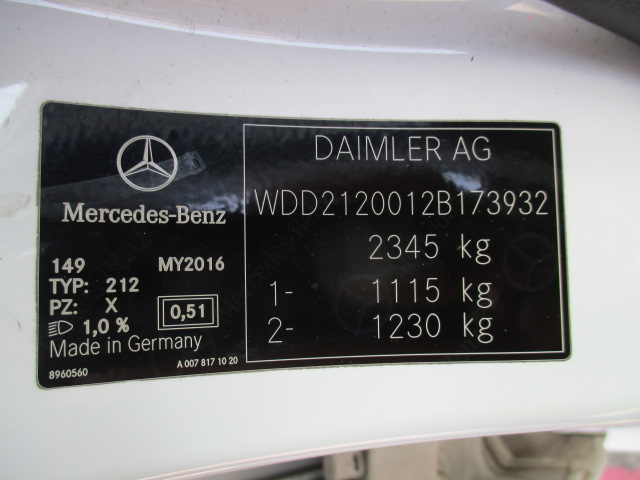 Mercedes-Benz
149 MY2016
TYP: 212
PZ: X
0,51
1,0 %
Made in Germany
8960560 A 007 817 10 20
DAIMLER AG
WDD2120012B173932
2345 kg
1- 1115 kg
2- 1230 kg